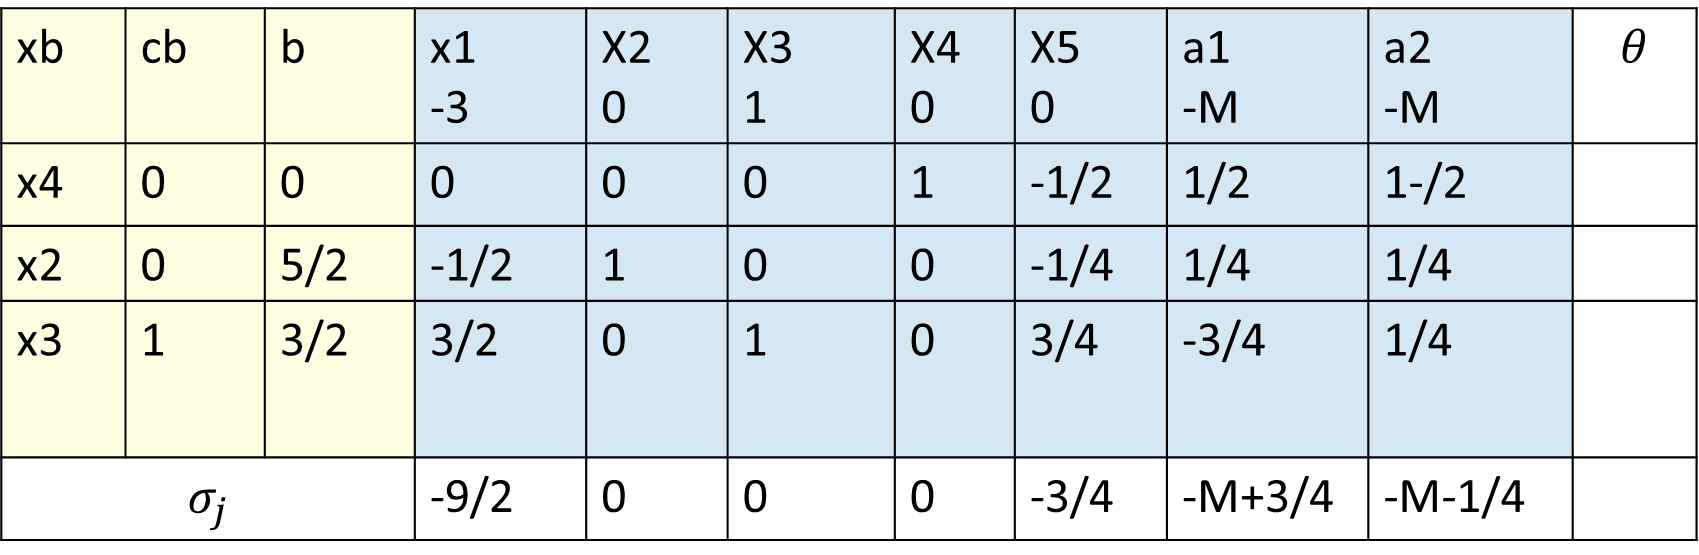 xb cb b x1 X2 X3 X4 X5 a1 a2 θ
-3 0 1 0 0 -M -M
x4 0 0 0 0 0 1 -1/2 1/2 1-/2
x2 0 5/2 -1/2 1 0 0 -1/4 1/4 1/4
x3 1 3/2 3/2 0 1 0 3/4 -3/4 1/4
σj -9/2 0 0 0 -3/4 -M+3/4 -M-1/4